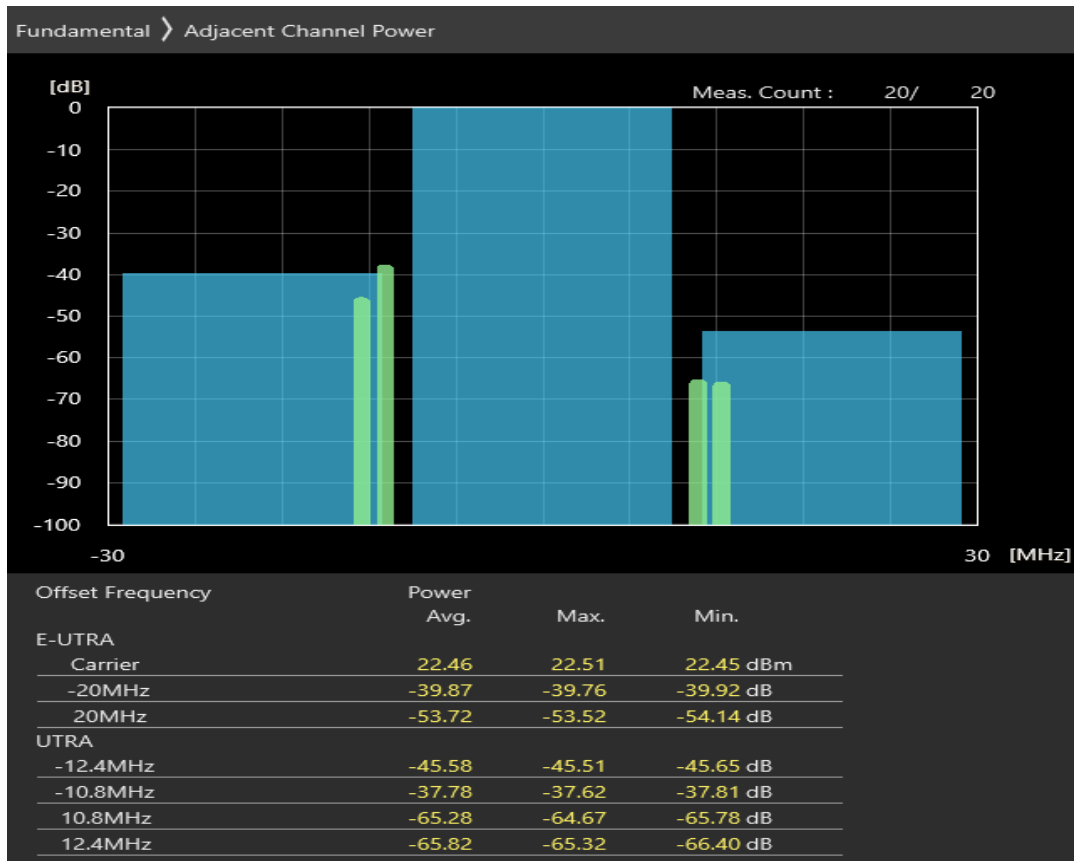 Fundamental 〉 Adjacent Channel Power
[dB]
Meas. Count : 20/ 20
0
-10
-20
-30
-40
-50
-60
-70
-80
-90
-100
-30 30 [MHz]
Offset Frequency Power
Avg. Max. Min.
E-UTRA
Carrier 22.46 22.51 22.45 dBm
-20MHz -39.87 -39.76 -39.92 dB
20MHz -53.72 -53.52 -54.14 dB
UTRA
-12.4MHz -45.58 -45.51 -45.65 dB
-10.8MHz -37.78 -37.62 -37.81 dB
10.8MHz -65.28 -64.67 -65.78 dB
12.4MHz -65.82 -65.32 -66.40 dB